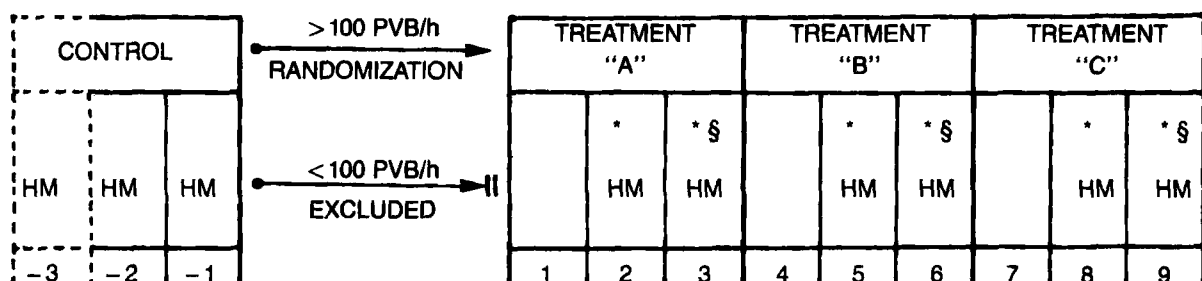 CONTROL
>100 PVB/h
RANDOMIZATION
TREATMENT "A"
TREATMENT "B"
TREATMENT "C"
* * § * * § * * §
HM HM HM
<100 PVB/h
EXCLUDED
HM HM HM HM HM HM
-3 -2 -1 1 2 3 4 5 6 7 8 9